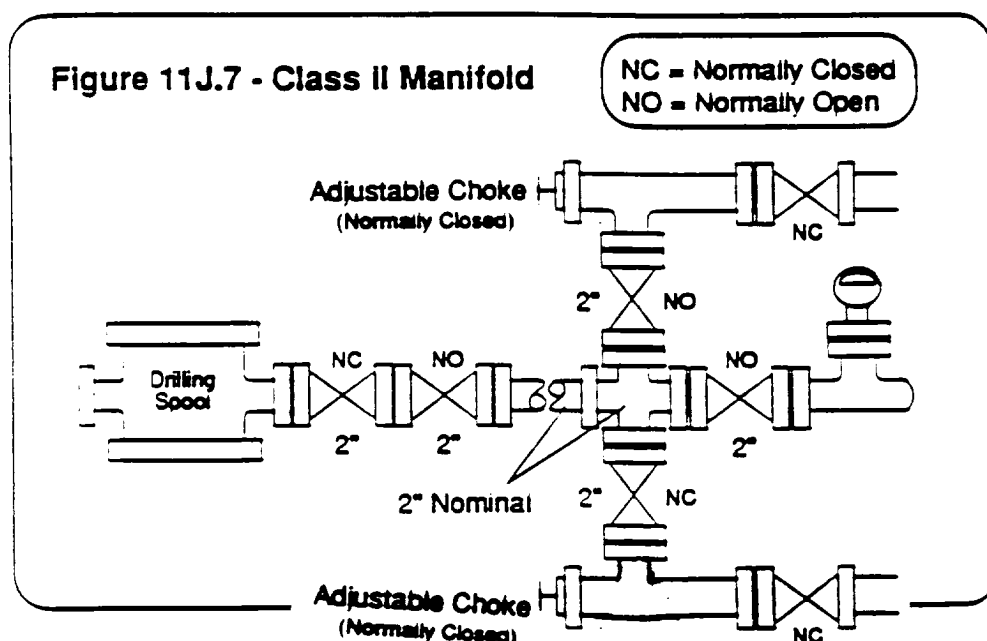 Figure 11J.7 - Class II Manifold
NC = Normally Closed
NO = Normally Open
Adjustable Choke
(Normally Closed)
NC
2"
NO
Drilling
Spool
NC
NO
NO
2"
2"
2"
2" Nominal
2"
NC
Adjustable Choke
(Normally Closed)
NC